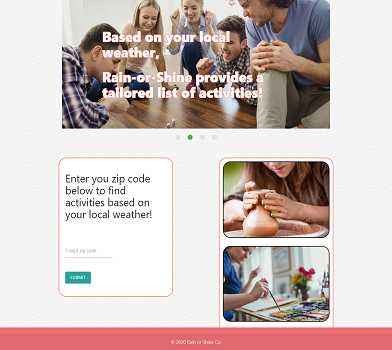 Based on your local
weather,
Rain-or-Shine provides a
tailored list of activities!
Enter you zip code
below to find
activities based on
your local weather!
5 digit zip code
SUBMIT
© 2020 Rain or Shine Co.